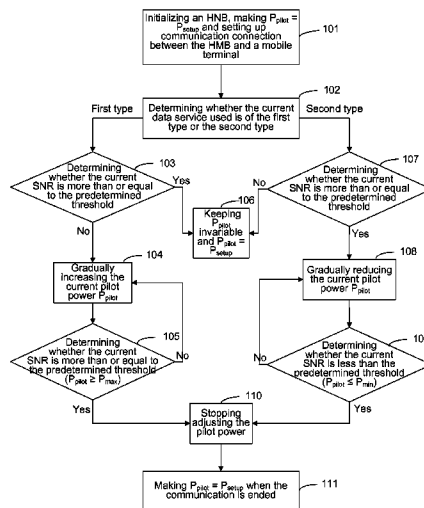 Initializing an HNB, making P_pilot =
P_setup and setting up
communication connection
between the HMB and a mobile
terminal
101
102
First type
Determining whether the current
data service used is of the first
type or the second type
Second type
103
Determining
whether the current
SNR is more than or equal
to the predetermined
threshold
Yes
No
106
Keeping
P_pilot
invariable
and P_pilot =
P_setup
107
Determining
whether the current
SNR is more than or equal
to the predetermined
threshold
No
Yes
104
Gradually
increasing the
current pilot
power P_pilot
108
Gradually reducing the
current pilot
power P_pilot
105
Determining
whether the current
SNR is more than or equal to
the predetermined threshold
(P_pilot ≥ P_max)
No
Yes
Determining
whether the current
SNR is less than the
predetermined threshold
(P_pilot ≤ P_min)
No
Yes
110
Stopping
adjusting the
pilot power
Making P_pilot = P_setup when the
communication is ended
111